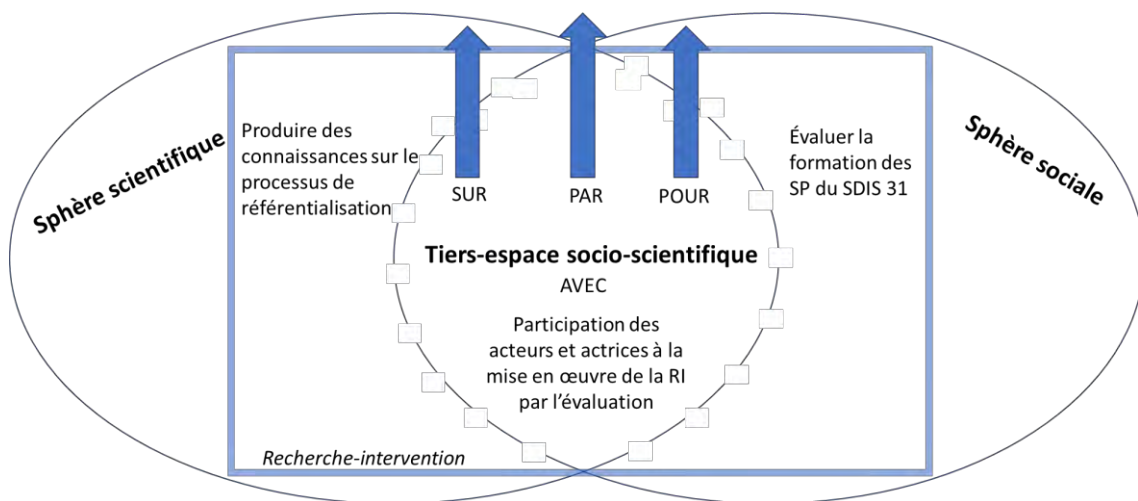 Sphère scientifique
Produire des
connaissances sur le
processus de
référentialisation
SUR
PAR
POUR
Évaluer la
formation des
SP du SDIS 31
Sphère sociale
Tiers-espace socio-scientifique
AVEC
Participation des
acteurs et actrices à la
mise en œuvre de la RI
par l’évaluation
Recherche-intervention